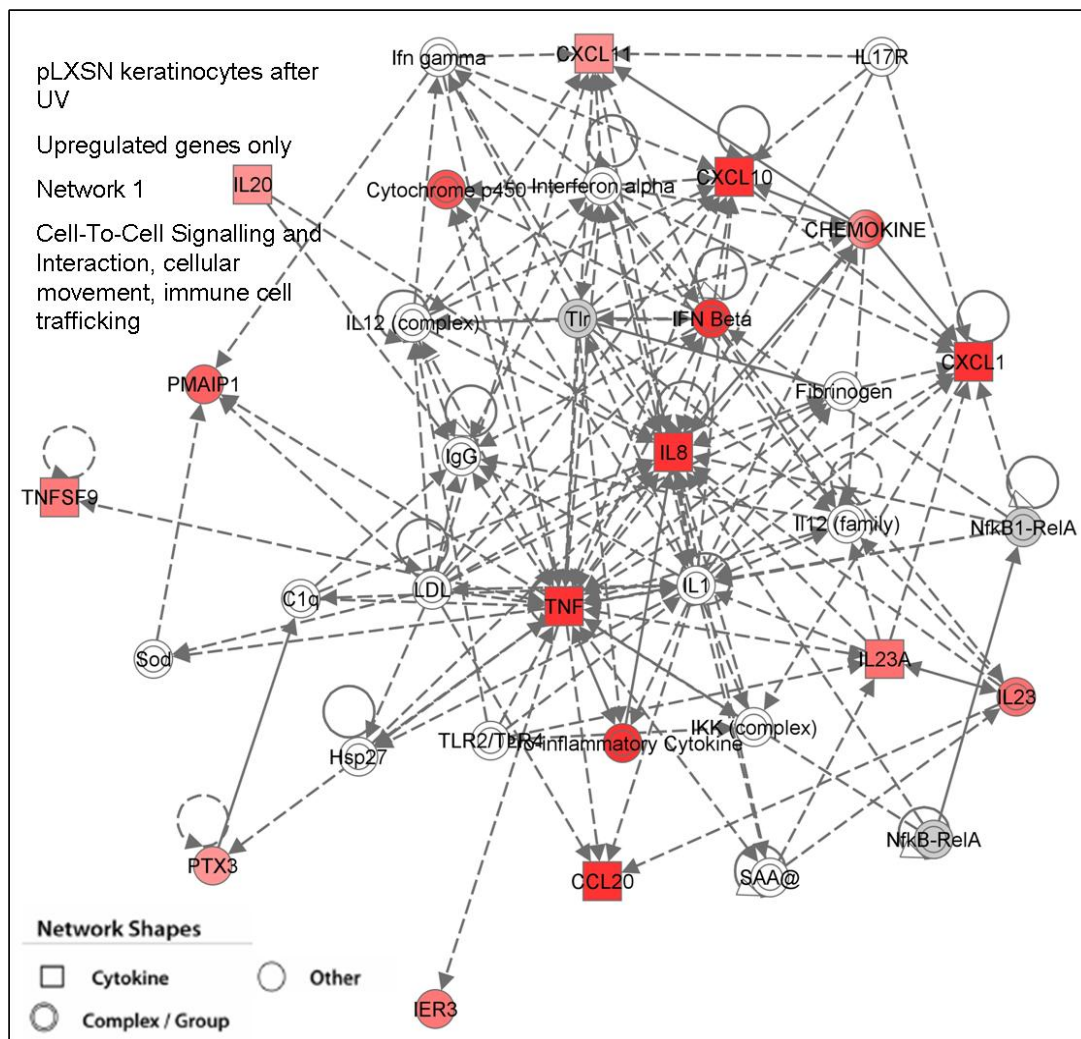 pLXSN keratinocytes after
UV
Upregulated genes only
Network 1
Cell-To-Cell Signalling and
Interaction, cellular
movement, immune cell
trafficking
Ifn gamma
CXCL11
IL17R
IL20
Cytochrome p450
Interferon alpha
CXCL10
CHEMOKINE
IL12 (complex)
Tlr
IFN Beta
CXCL1
PMAIP1
Fibrinogen
IgG
IL8
TNFSF9
Il12 (family)
NfkB1-RelA
C1q
LDL
TNF
IL1
Sod
IL23A
IL23
Hsp27
TLR2/TLR4
Pro-inflammatory Cytokine
IKK (complex)
NfkB-RelA
PTX3
CCL20
SAA@
IER3
Network Shapes
Cytokine
Other
Complex / Group